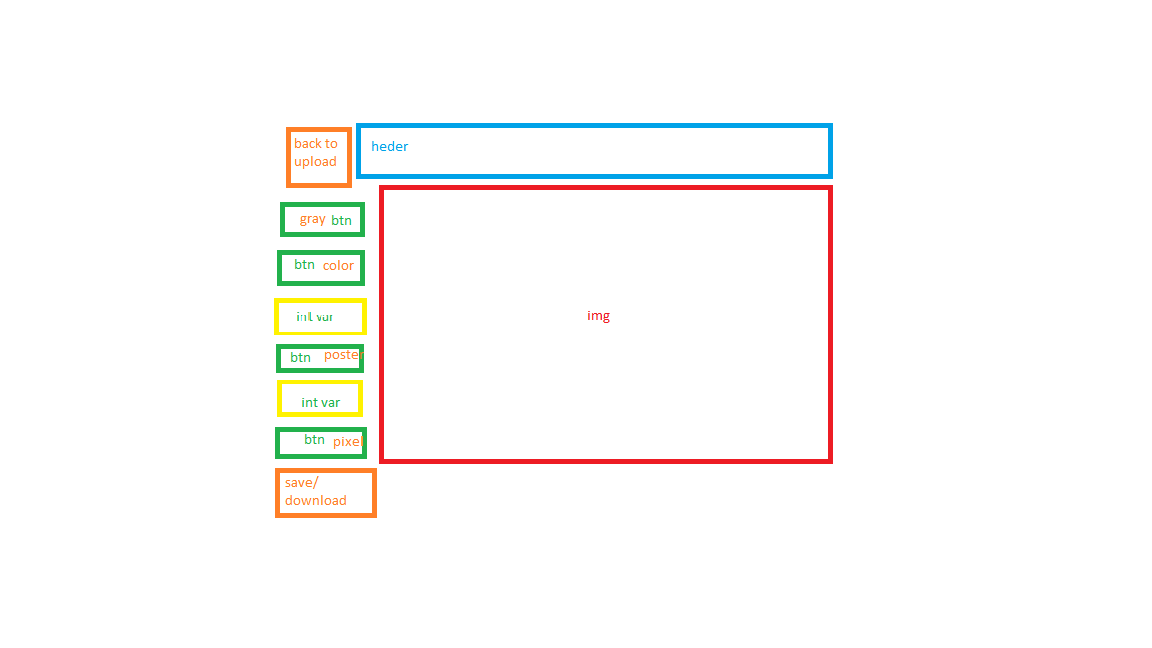 back to
upload
heder
gray btn
btn color
int var
btn poster
int var
btn pixel
save/
download
img